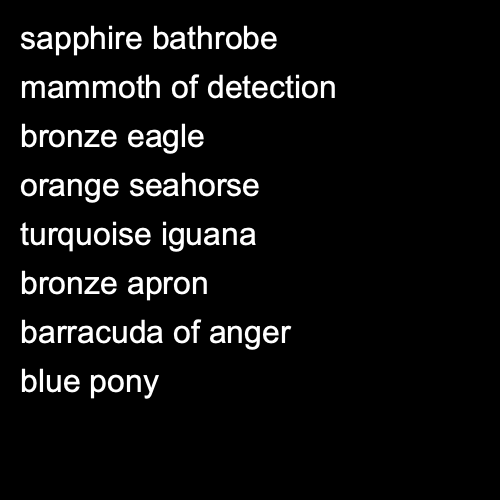 sapphire bathrobe
mammoth of detection
bronze eagle
orange seahorse
turquoise iguana
bronze apron
barracuda of anger
blue pony